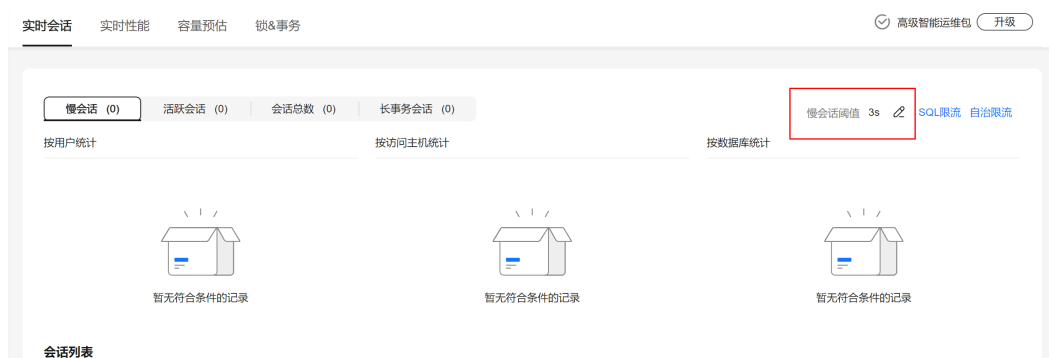 实时会话 实时性能 容量预估 锁&事务 高级智能运维包 升级
慢会话 (0) 活跃会话 (0) 会话总数 (0) 长事务会话 (0) 慢会话阈值 3s SQL限流 自治限流
按用户统计 按访问主机统计 按数据库统计
暂无符合条件的记录 暂无符合条件的记录 暂无符合条件的记录
会话列表